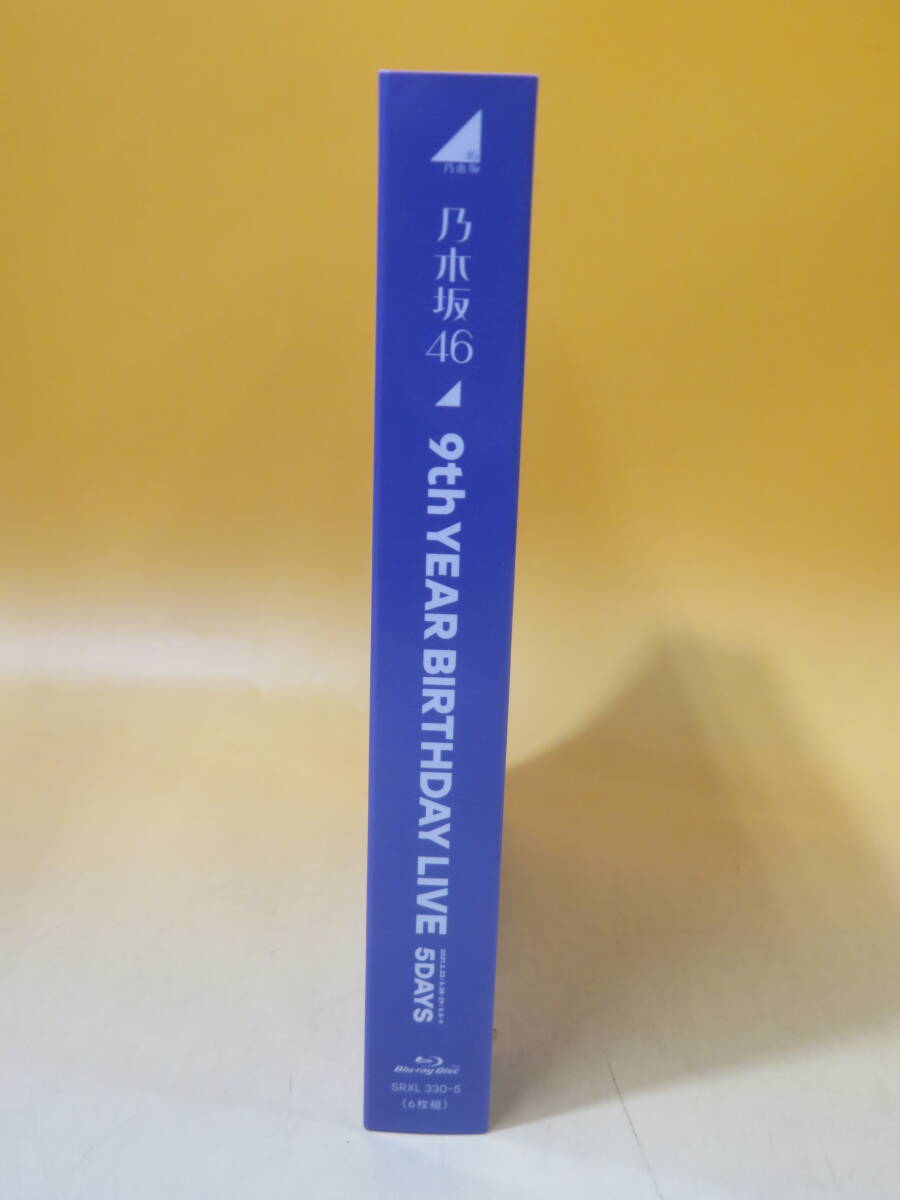 46
乃木坂
乃木坂46
9th YEAR BIRTHDAY LIVE
5DAYS
Blu-ray Disc
SRXL 330-5
(6枚組)